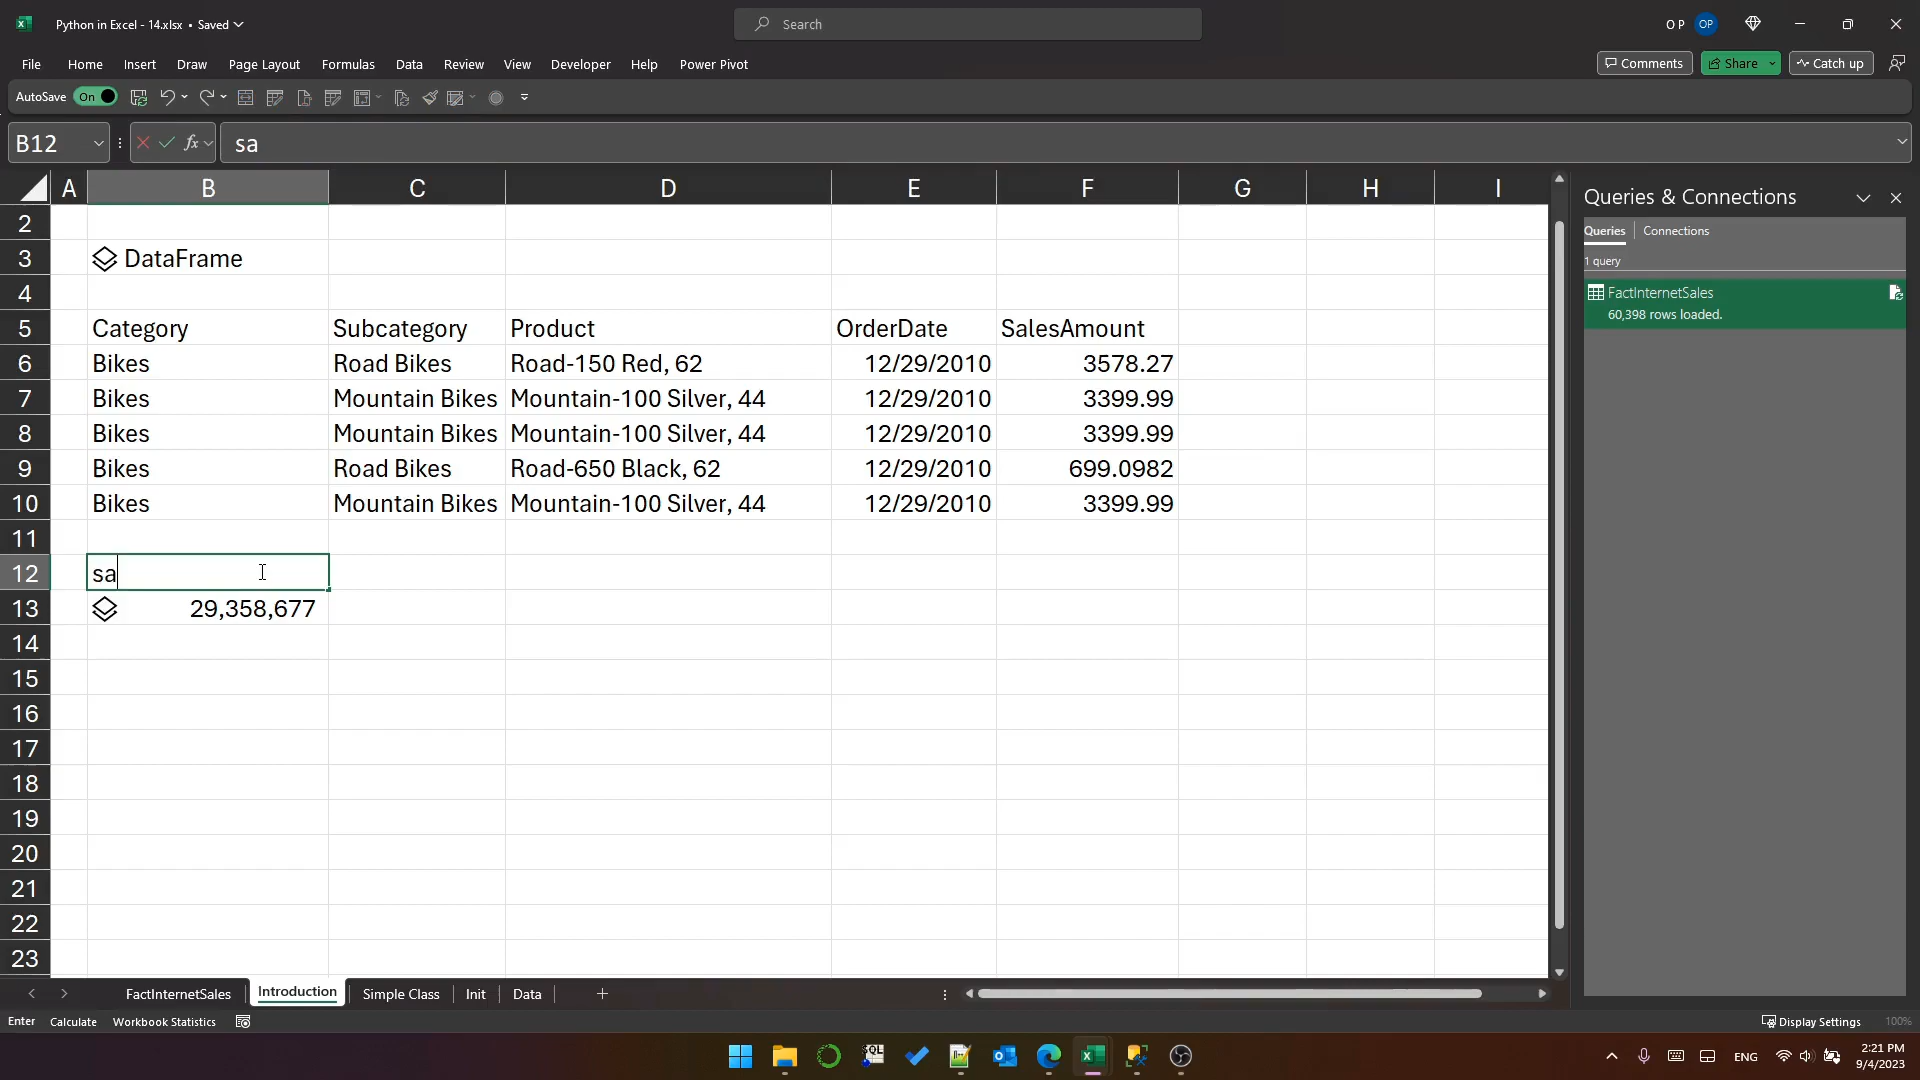 Python in Excel - 14.xlsx • Saved
Search
O P OP
File Home Insert Draw Page Layout Formulas Data Review View Developer Help Power Pivot
Comments Share Catch up
AutoSave On
B12 fx sa
A B C D E F G H I
2
3 DataFrame
4
5 Category Subcategory Product OrderDate SalesAmount
6 Bikes Road Bikes Road-150 Red, 62 12/29/2010 3578.27
7 Bikes Mountain Bikes Mountain-100 Silver, 44 12/29/2010 3399.99
8 Bikes Mountain Bikes Mountain-100 Silver, 44 12/29/2010 3399.99
9 Bikes Road Bikes Road-650 Black, 62 12/29/2010 699.0982
10 Bikes Mountain Bikes Mountain-100 Silver, 44 12/29/2010 3399.99
11
12 sa
13 29,358,677
14
15
16
17
18
19
20
21
22
23
Queries & Connections
Queries Connections
1 query
FactInternetSales
60,398 rows loaded.
FactInternetSales Introduction Simple Class Init Data
Enter Calculate Workbook Statistics
Display Settings 100%
SQL
ENG
2:21 PM
9/4/2023